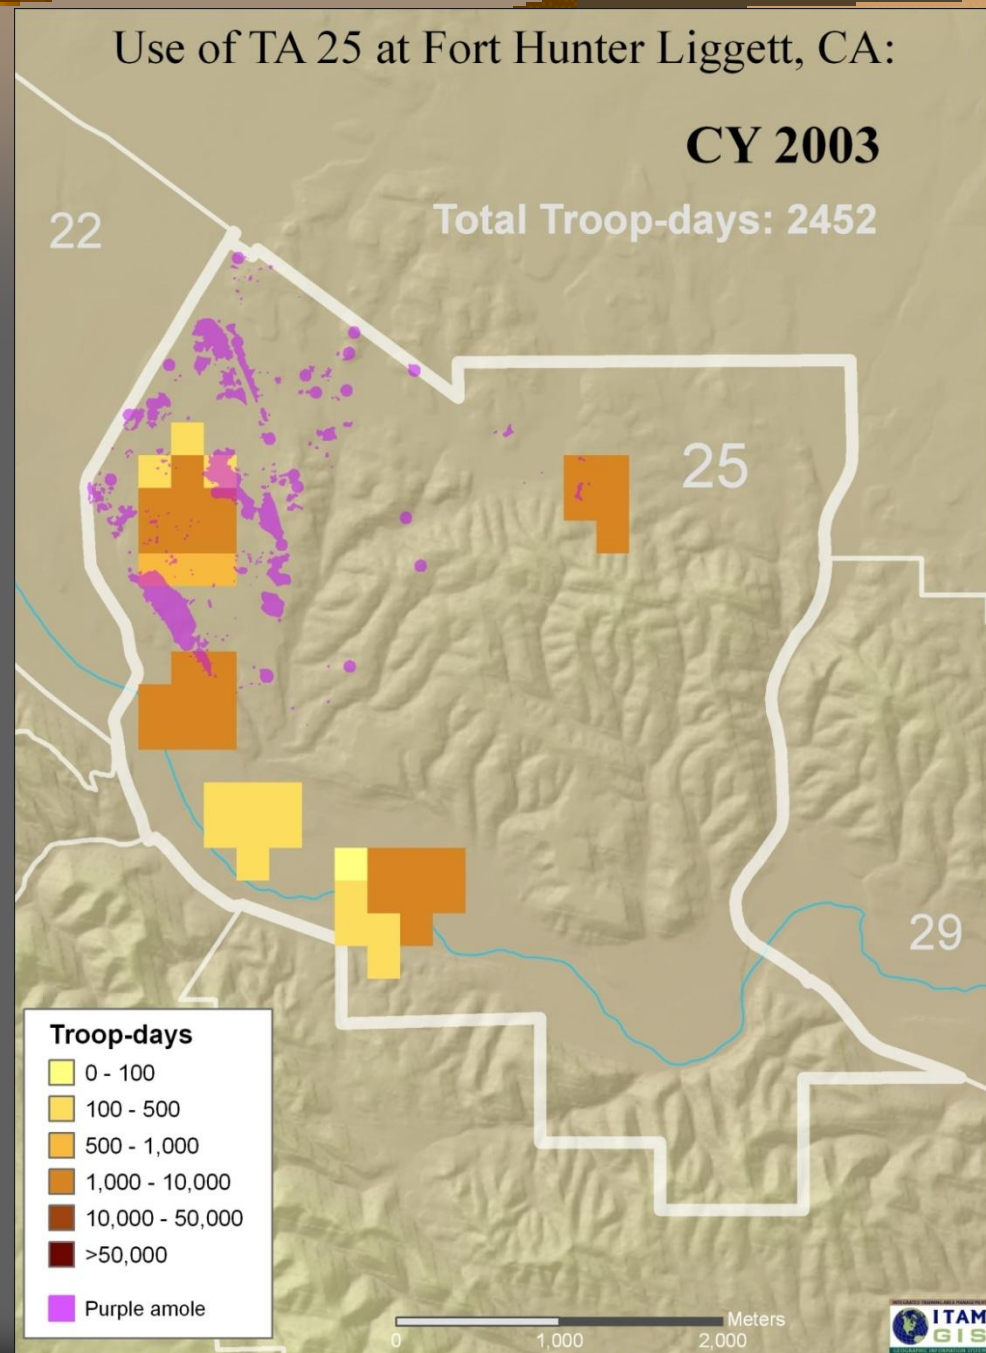 Use of TA 25 at Fort Hunter Liggett, CA:
CY 2003
Total Troop-days: 2452
22
25
29
Troop-days
0 - 100
100 - 500
500 - 1,000
1,000 - 10,000
10,000 - 50,000
>50,000
Purple amole
Meters
0 1,000 2,000
ITAM
GIS